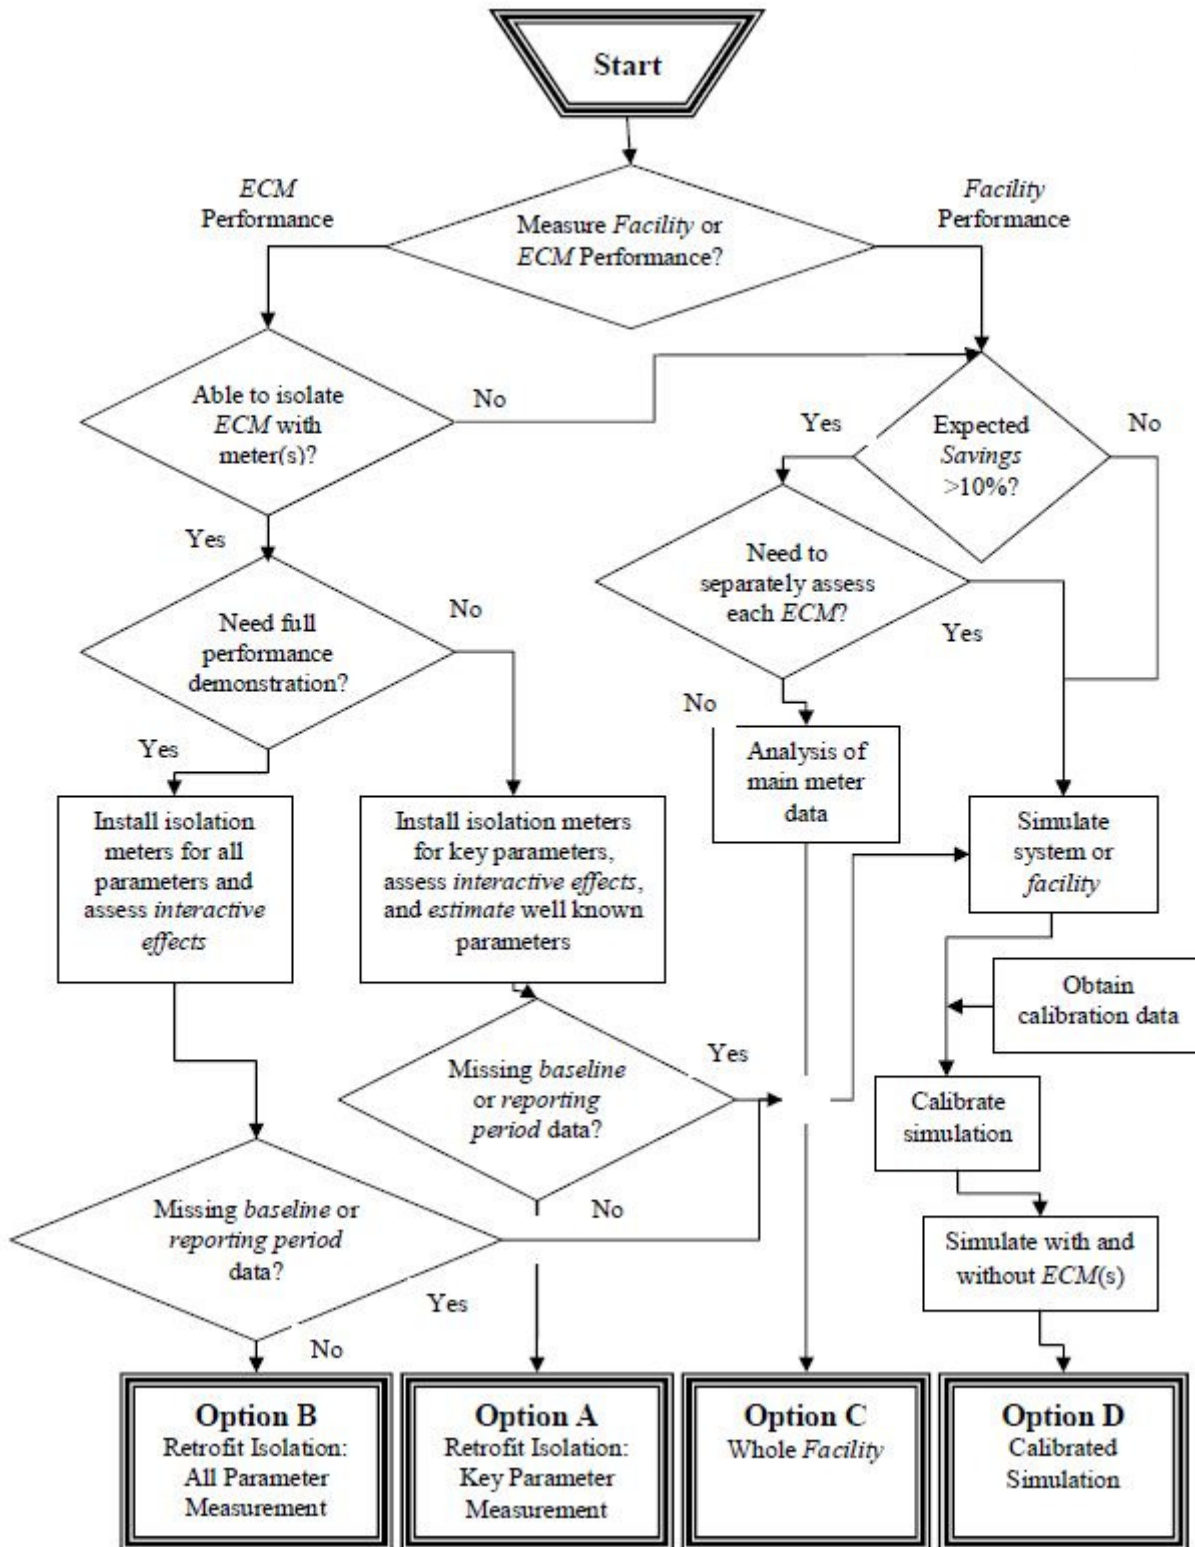 Start
ECM
Performance
Facility
Performance
Measure Facility or
ECM Performance?
Able to isolate
ECM with
meter(s)?
No
Yes
Expected
Savings
>10%?
No
Yes
Need to
separately assess
each ECM?
Yes
No
Need full
performance
demonstration?
No
Yes
Analysis of
main meter
data
Install isolation
meters for all
parameters and
assess interactive
effects
Install isolation meters
for key parameters,
assess interactive effects,
and estimate well known
parameters
Simulate
system or
facility
Obtain
calibration data
Missing baseline
or reporting
period data?
Yes
No
Calibrate
simulation
Missing baseline or
reporting period
data?
Yes
No
Simulate with and
without ECM(s)
Option B
Retrofit Isolation:
All Parameter
Measurement
Option A
Retrofit Isolation:
Key Parameter
Measurement
Option C
Whole Facility
Option D
Calibrated
Simulation